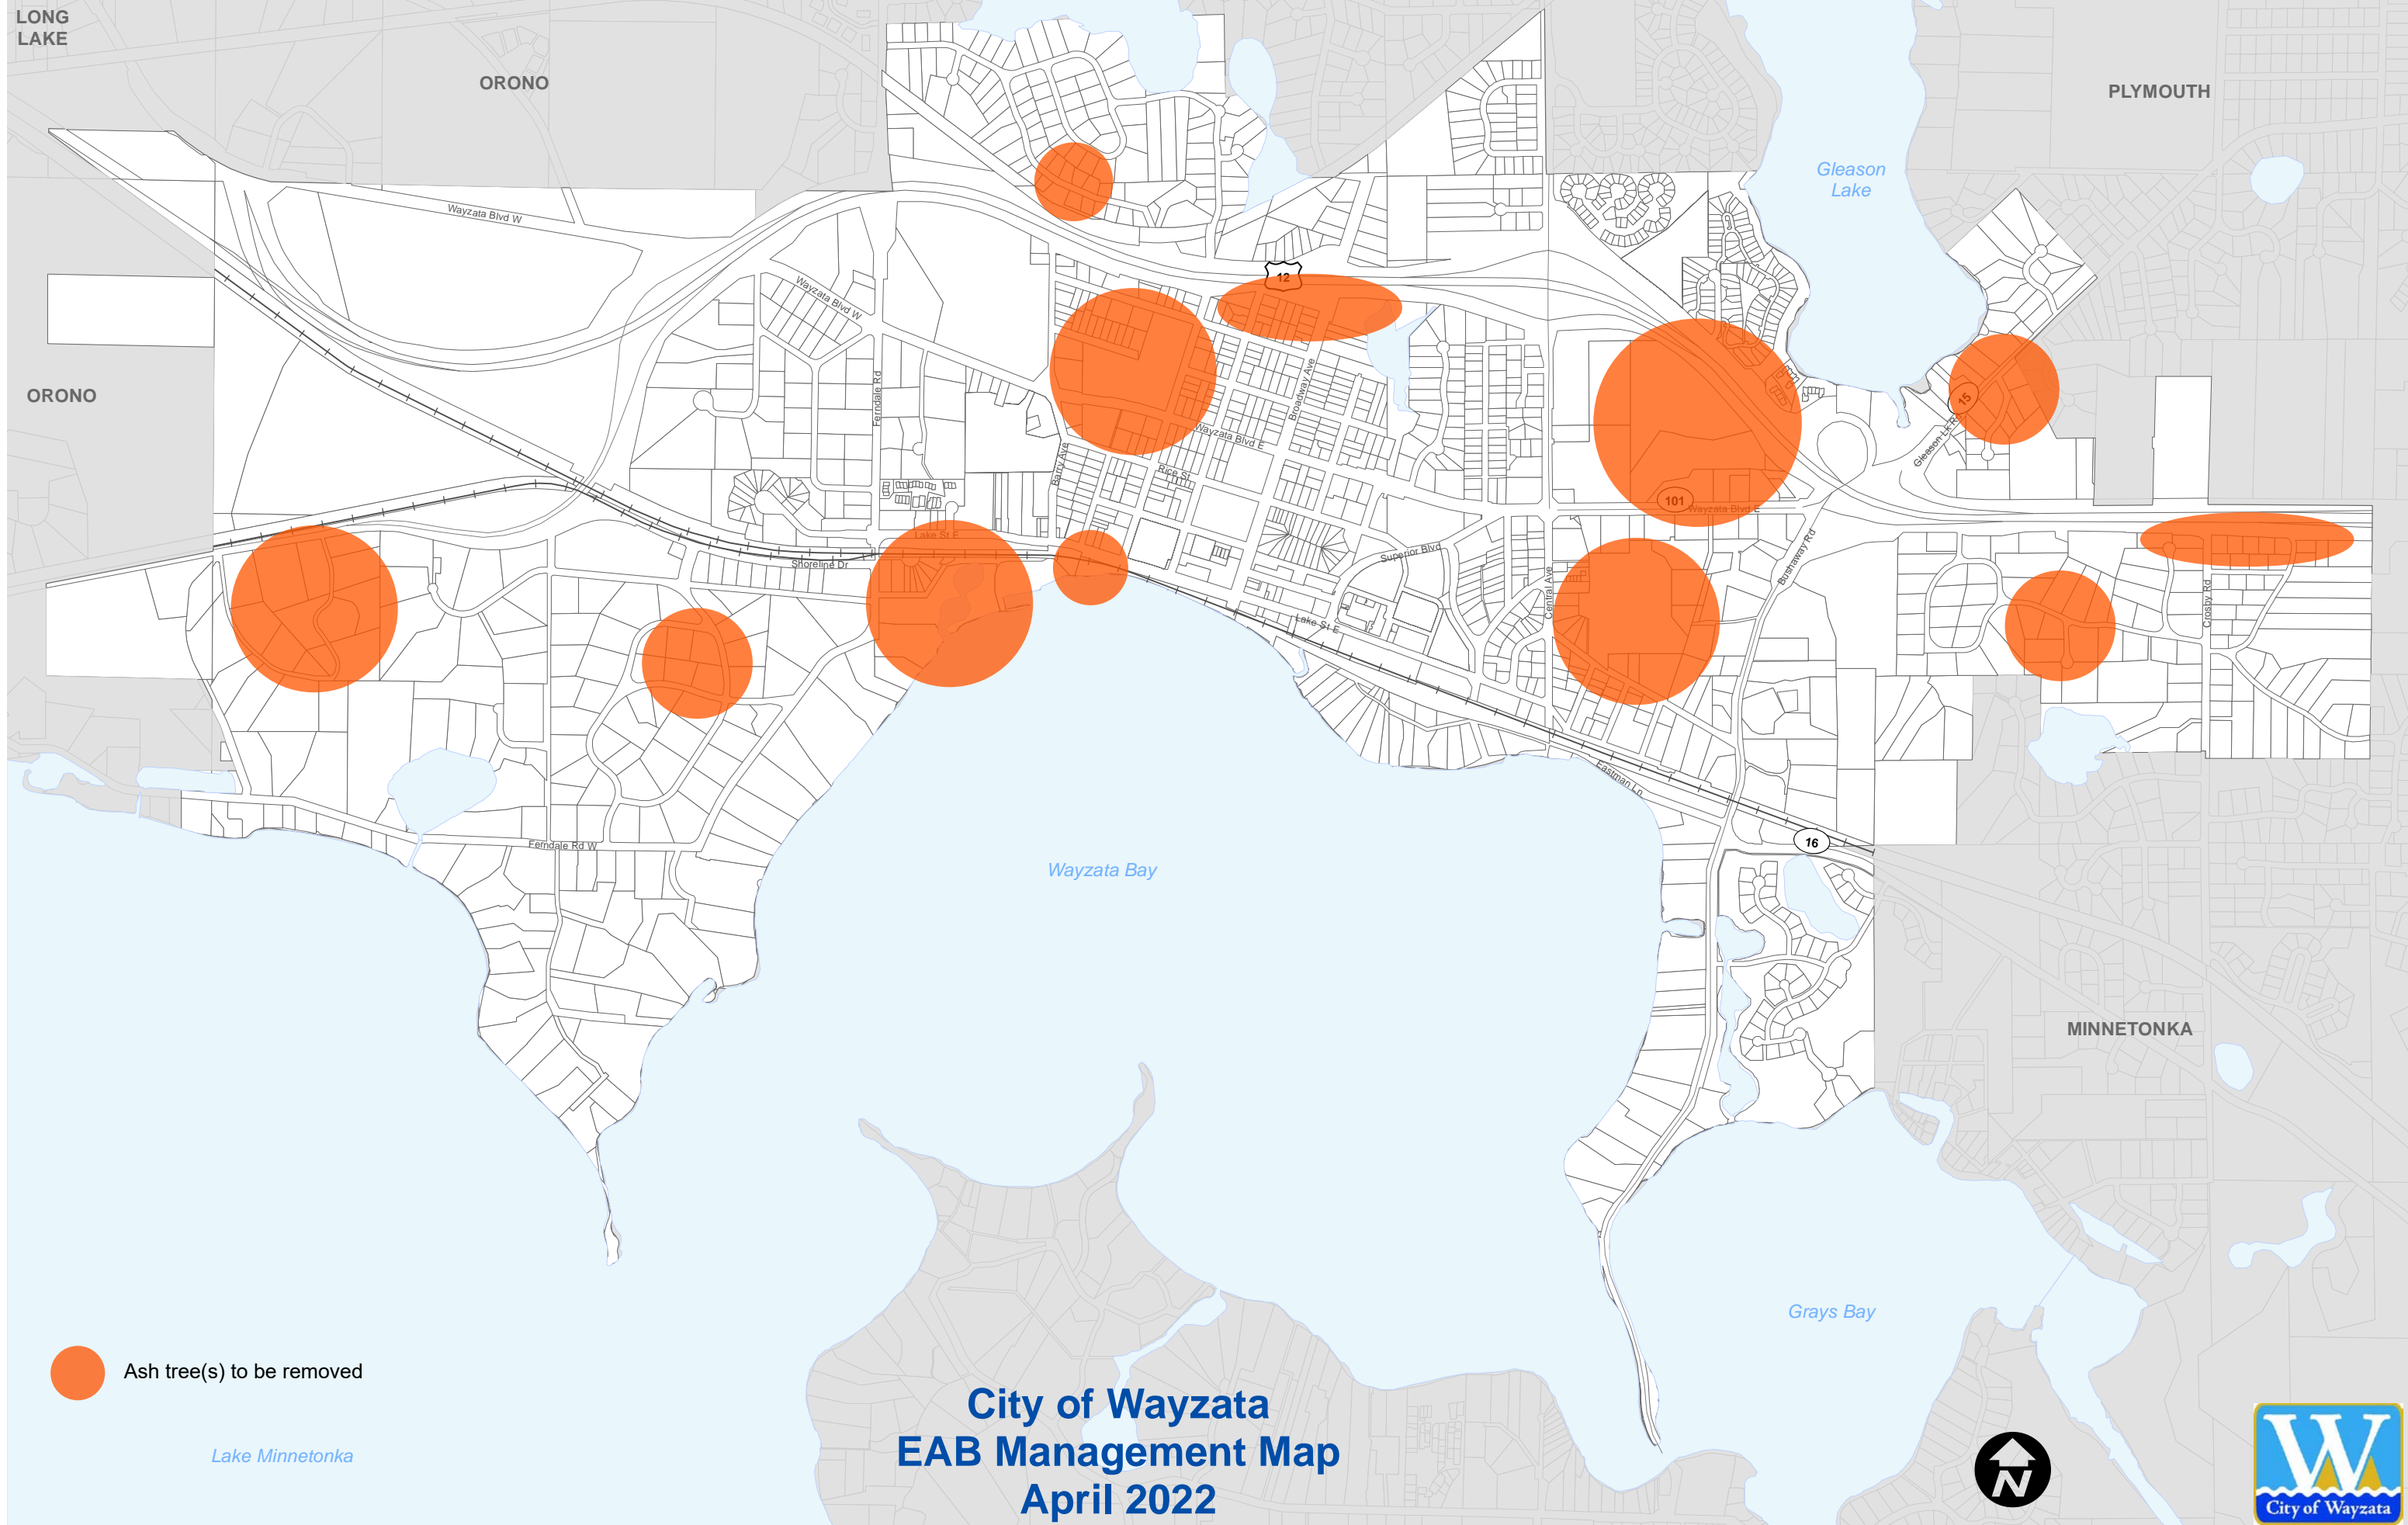 LONG
LAKE
ORONO
PLYMOUTH
Gleason
Lake
Wayzata Blvd W
12
Wayzata Blvd W
ORONO
Ferndale Rd
Broadway Ave
15
Gleason Lk R
Wayzata Blvd E
Barry Ave
Rice St
101
Wayzata Blvd E
Lake St E
Shoreline Dr
Superior Blvd
Bushaway Rd
Central Ave
Crosby Rd
Lake St E
Eastman Ln
16
Ferndale Rd W
Wayzata Bay
MINNETONKA
Grays Bay
Ash tree(s) to be removed
Lake Minnetonka
City of Wayzata
EAB Management Map
April 2022
N
W
City of Wayzata